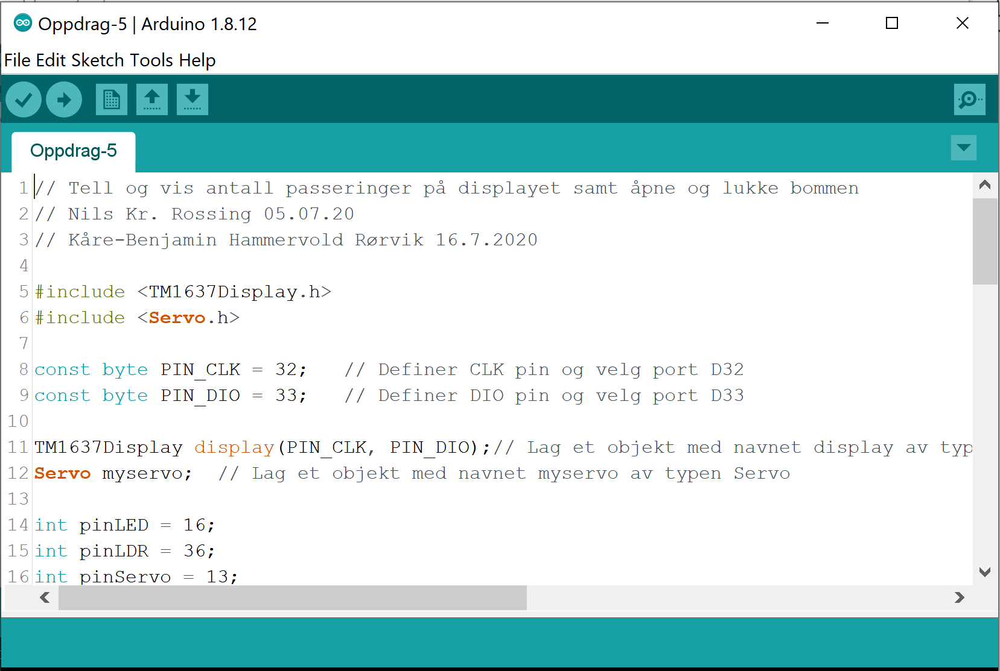 Oppdrag-5 | Arduino 1.8.12
File Edit Sketch Tools Help
Oppdrag-5
1 // Tell og vis antall passeringer på displayet samt åpne og lukke bommen
2 // Nils Kr. Rossing 05.07.20
3 // Kåre-Benjamin Hammervold Rørvik 16.7.2020
4
5 #include <TM1637Display.h>
6 #include <Servo.h>
7
8 const byte PIN_CLK = 32;   // Definer CLK pin og velg port D32
9 const byte PIN_DIO = 33;   // Definer DIO pin og velg port D33
10
11 TM1637Display display(PIN_CLK, PIN_DIO);// Lag et objekt med navnet display av typ
12 Servo myservo;  // Lag et objekt med navnet myservo av typen Servo
13
14 int pinLED = 16;
15 int pinLDR = 36;
16 int pinServo = 13;